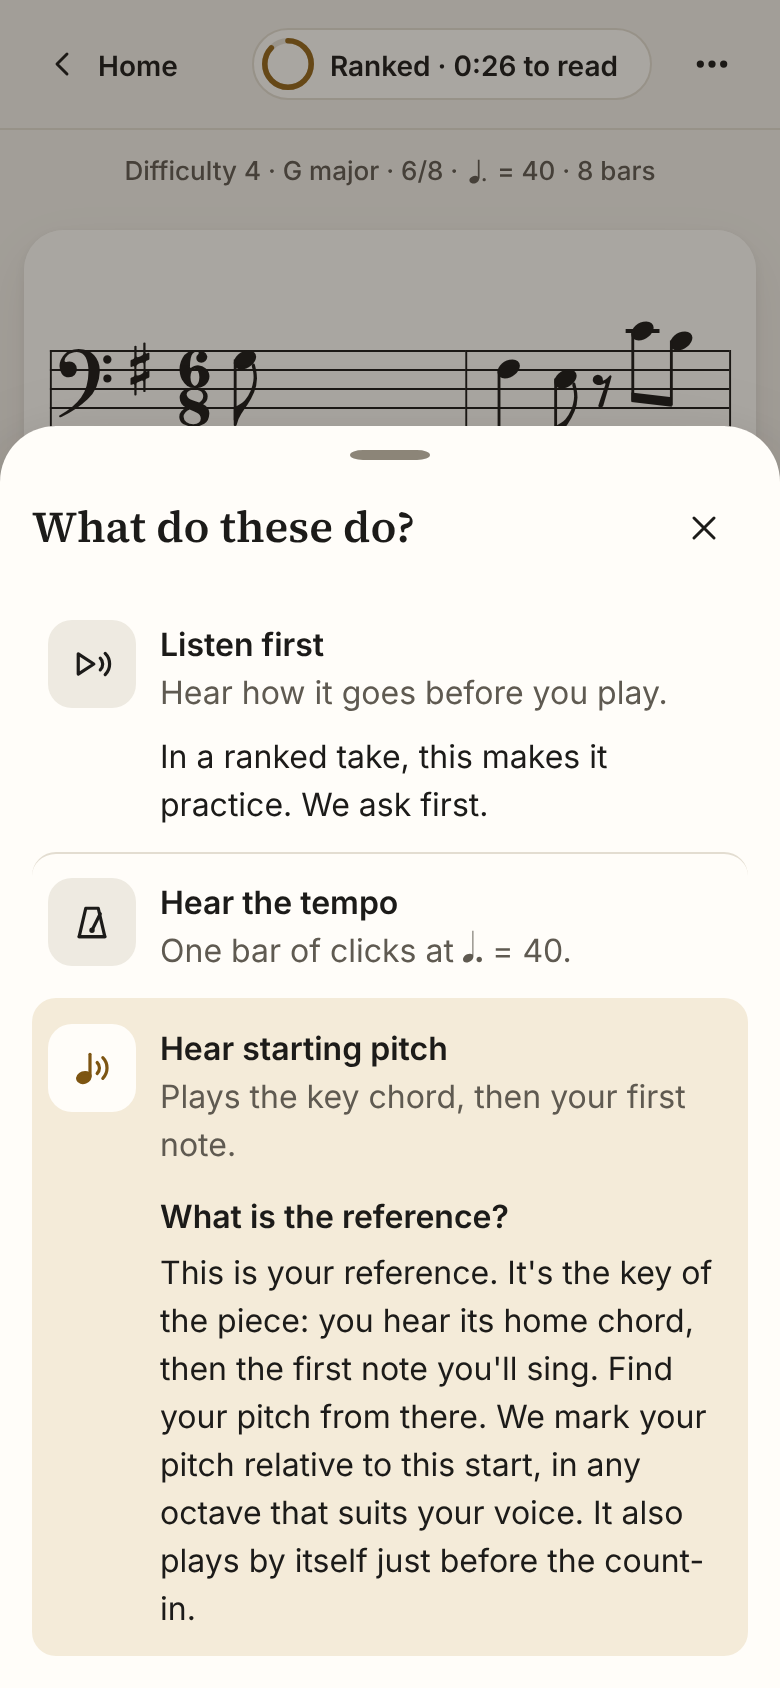 Home
Ranked · 0:26 to read
Difficulty 4 · G major · 6/8 · 𝅘𝅥. = 40 · 8 bars
6
8
What do these do?
Listen first
Hear how it goes before you play.
In a ranked take, this makes it
practice. We ask first.
Hear the tempo
One bar of clicks at 𝅘𝅥. = 40.
Hear starting pitch
Plays the key chord, then your first
note.
What is the reference?
This is your reference. It's the key of
the piece: you hear its home chord,
then the first note you'll sing. Find
your pitch from there. We mark your
pitch relative to this start, in any
octave that suits your voice. It also
plays by itself just before the count-
in.